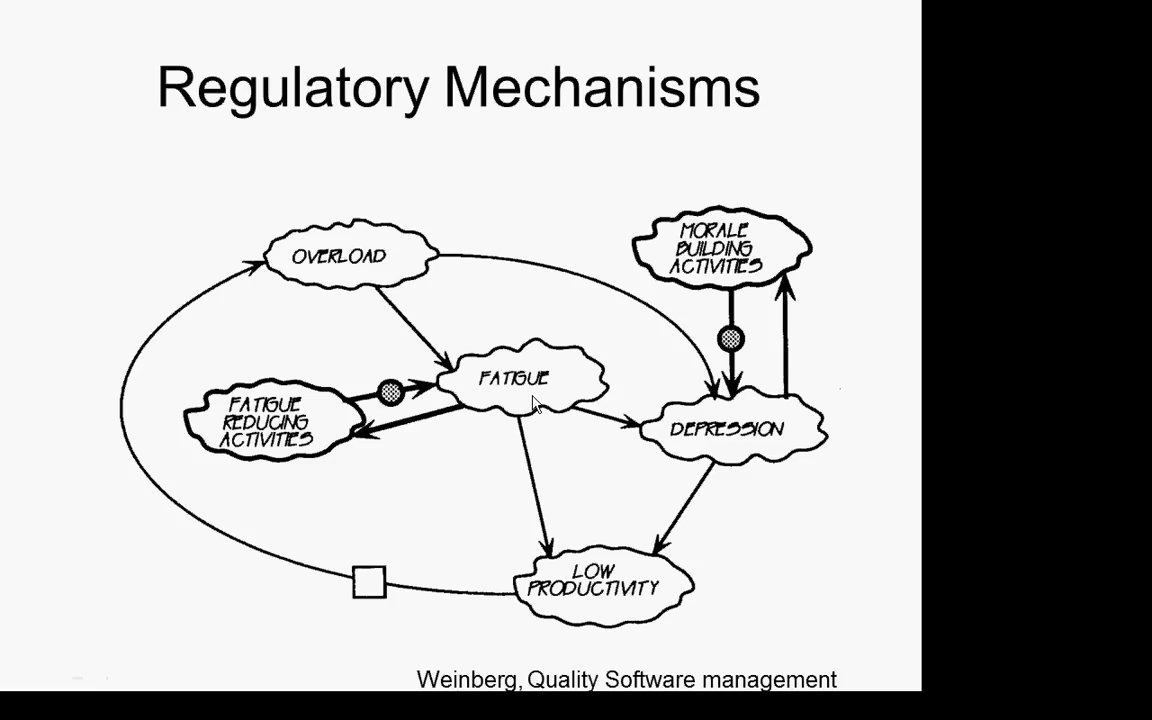 Regulatory Mechanisms
OVERLOAD
MORALE
BUILDING
ACTIVITIES
FATIGUE
FATIGUE
REDUCING
ACTIVITIES
DEPRESSION
LOW
PRODUCTIVITY
Weinberg, Quality Software management